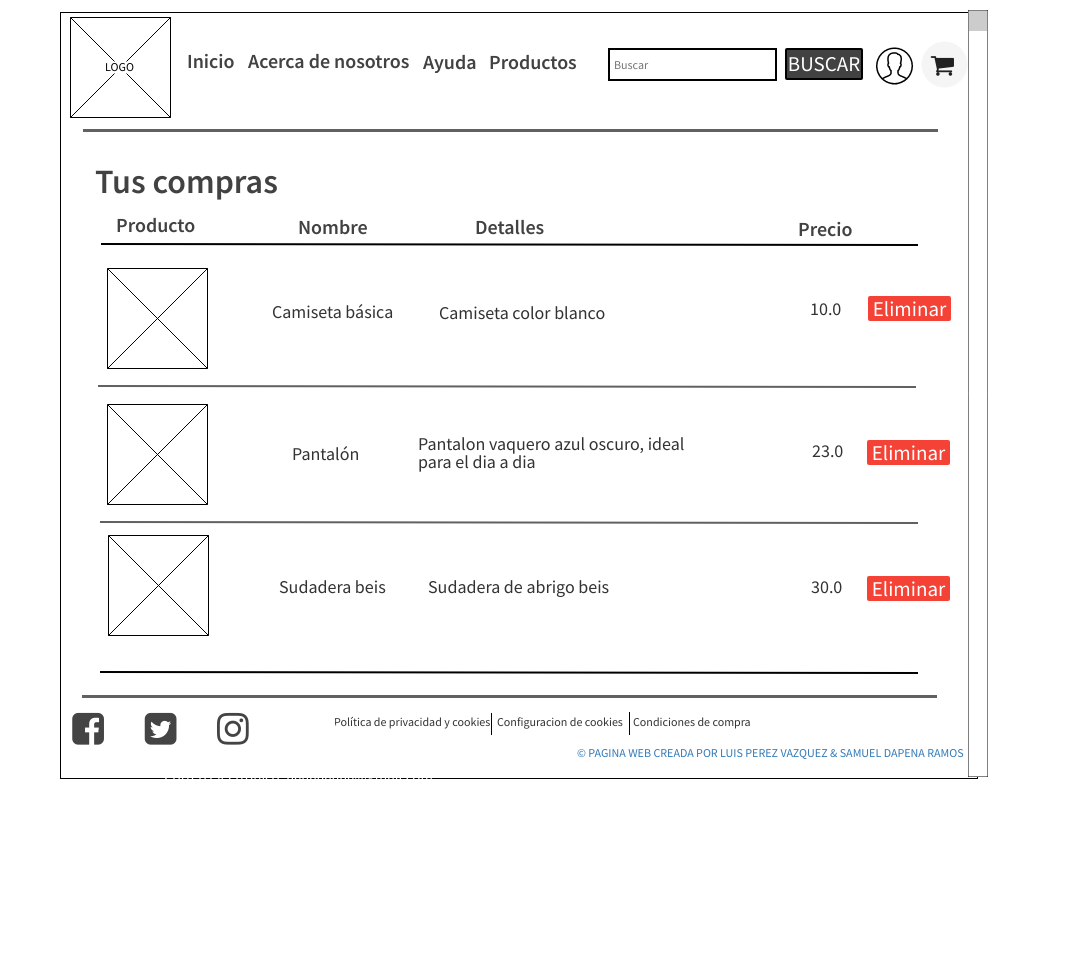 LOGO
Inicio Acerca de nosotros Ayuda Productos
Buscar
BUSCAR
Tus compras
Producto Nombre Detalles Precio
Camiseta básica Camiseta color blanco 10.0 Eliminar
Pantalón Pantalon vaquero azul oscuro, ideal
para el dia a dia 23.0 Eliminar
Sudadera beis Sudadera de abrigo beis 30.0 Eliminar
Política de privacidad y cookies Configuracion de cookies Condiciones de compra
© PAGINA WEB CREADA POR LUIS PEREZ VAZQUEZ & SAMUEL DAPENA RAMOS